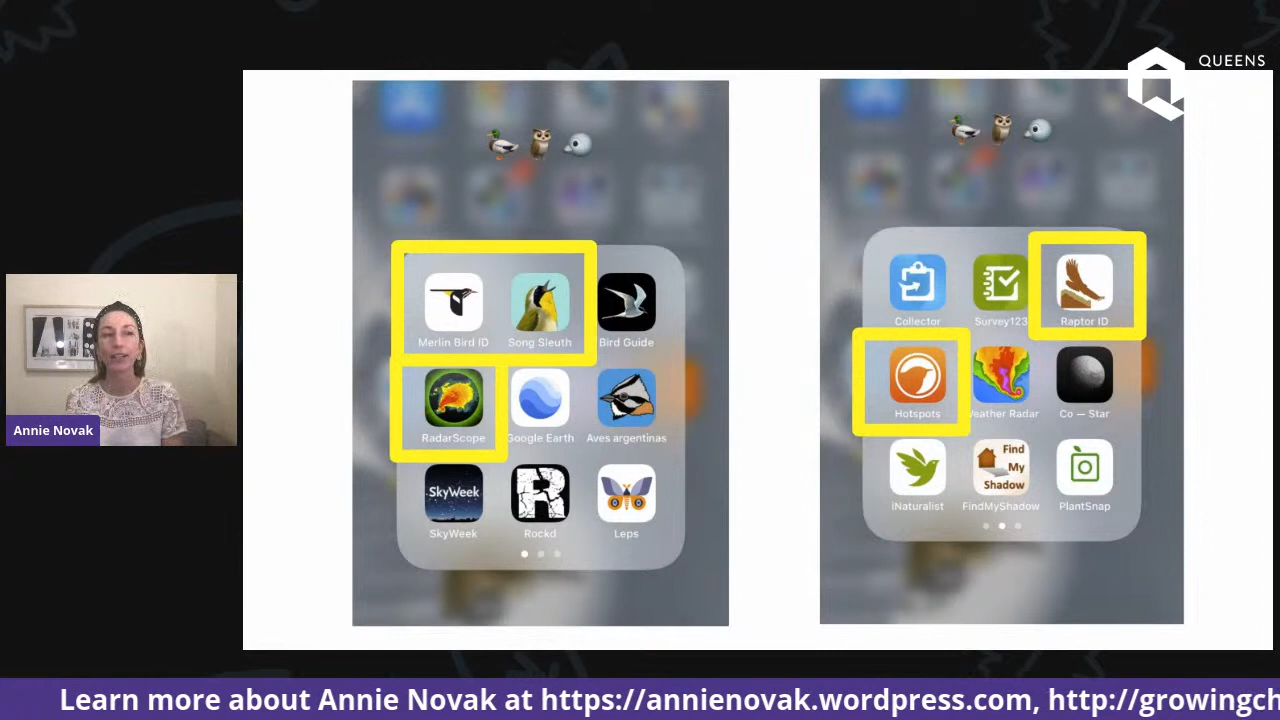 QUEENS
Merlin Bird ID
Song Sleuth
Bird Guide
RadarScope
Google Earth
Aves argentinas
SkyWeek
SkyWeek
R
Rockd
Leps
Collector
Survey123
Raptor ID
Hotspots
Weather Radar
Co — Star
iNaturalist
Find
My
Shadow
FindMyShadow
PlantSnap
Annie Novak
Learn more about Annie Novak at https://annienovak.wordpress.com, http://growingch